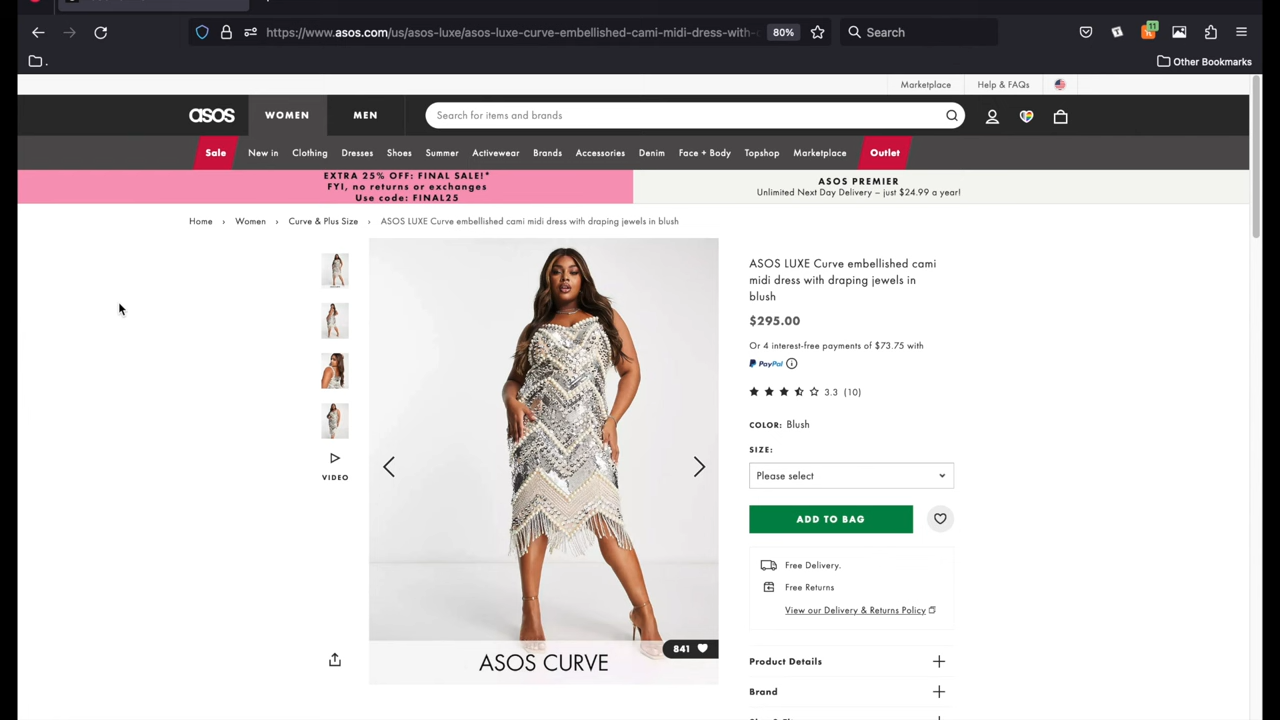 https://www.asos.com/us/asos-luxe/asos-luxe-curve-embellished-cami-midi-dress-with-
80%
Search
11
.
Other Bookmarks
Marketplace
Help & FAQs
asos
WOMEN
MEN
Search for items and brands
Sale
New in
Clothing
Dresses
Shoes
Summer
Activewear
Brands
Accessories
Denim
Face + Body
Topshop
Marketplace
Outlet
EXTRA 25% OFF: FINAL SALE!*
FYI, no returns or exchanges
Use code: FINAL25
ASOS PREMIER
Unlimited Next Day Delivery – just $24.99 a year!
Home › Women › Curve & Plus Size › ASOS LUXE Curve embellished cami midi dress with draping jewels in blush
VIDEO
841
ASOS CURVE
ASOS LUXE Curve embellished cami
midi dress with draping jewels in
blush
$295.00
Or 4 interest-free payments of $73.75 with
PayPal
3.3 (10)
COLOR: Blush
SIZE:
Please select
ADD TO BAG
Free Delivery.
Free Returns
View our Delivery & Returns Policy
Product Details
Brand